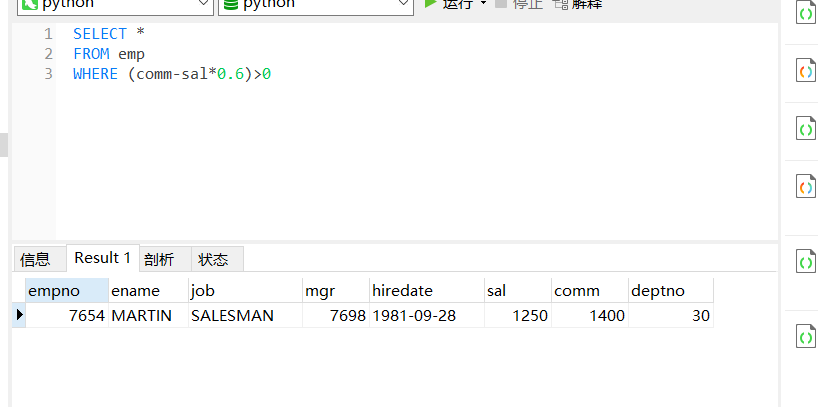 python python 运行 停止 解释
1 SELECT *
2 FROM emp
3 WHERE (comm-sal*0.6)>0
信息 Result 1 剖析 状态
empno ename job mgr hiredate sal comm deptno
7654 MARTIN SALESMAN 7698 1981-09-28 1250 1400 30